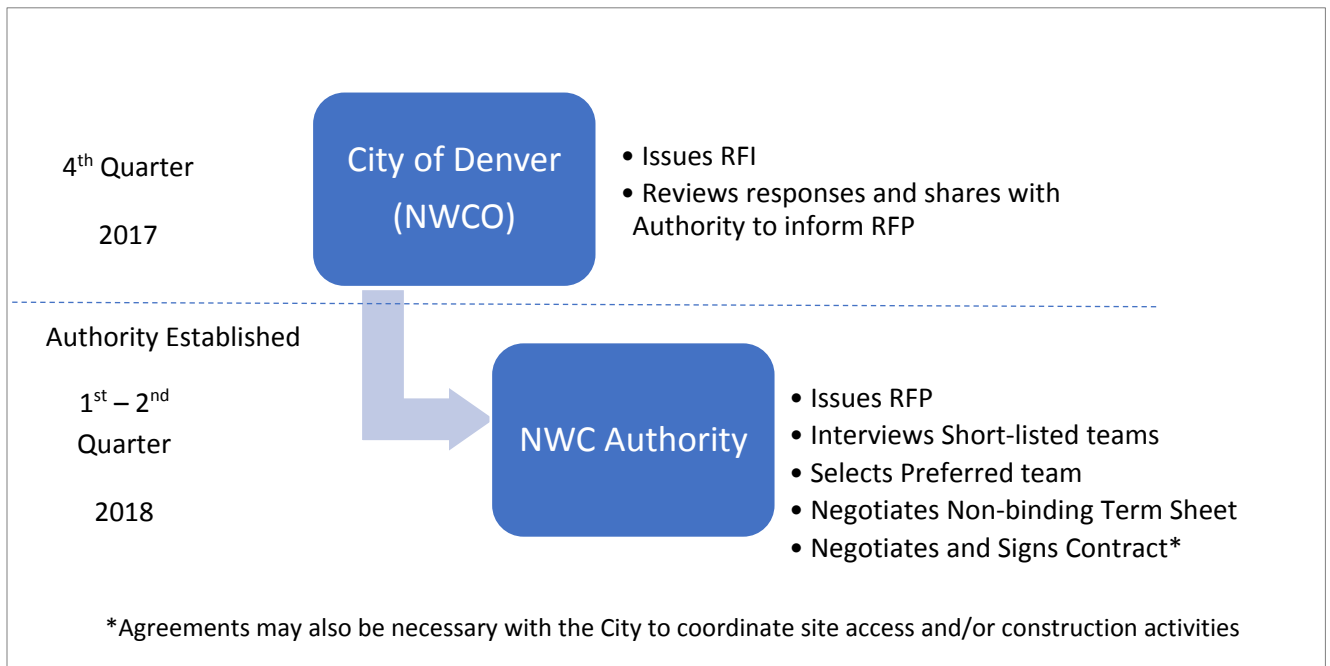 4th Quarter
2017
City of Denver
(NWCO)
• Issues RFI
• Reviews responses and shares with
Authority to inform RFP
Authority Established
1st – 2nd
Quarter
2018
NWC Authority
• Issues RFP
• Interviews Short-listed teams
• Selects Preferred team
• Negotiates Non-binding Term Sheet
• Negotiates and Signs Contract*
*Agreements may also be necessary with the City to coordinate site access and/or construction activities